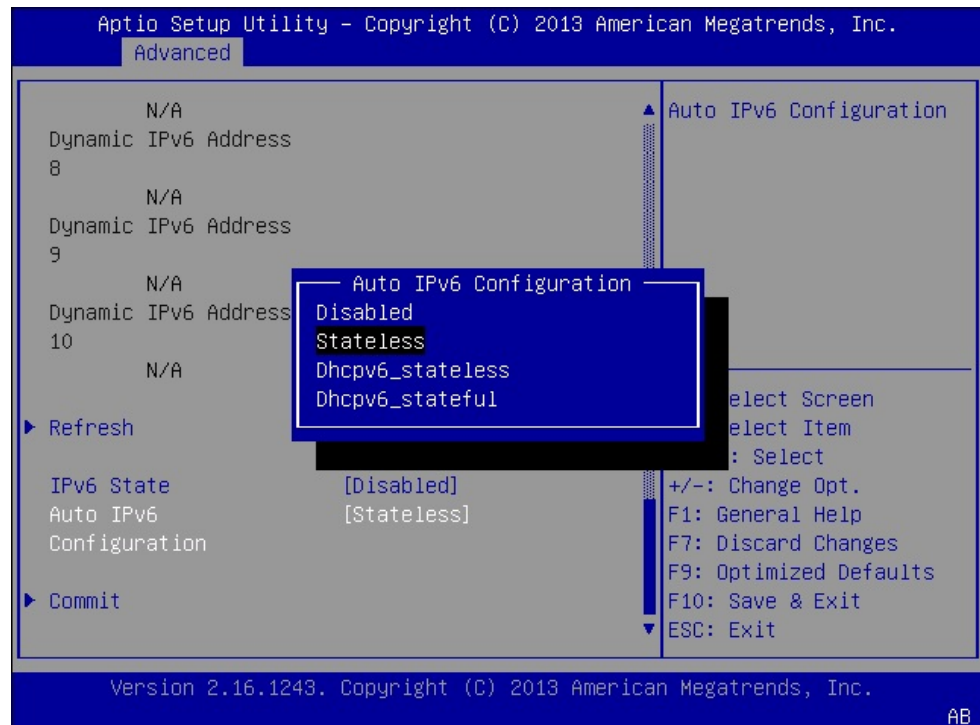 Aptio Setup Utility – Copyright (C) 2013 American Megatrends, Inc.
Advanced
N/A
Dynamic IPv6 Address
8
N/A
Dynamic IPv6 Address
9
N/A
Dynamic IPv6 Address
10
N/A
Refresh
IPv6 State [Disabled]
Auto IPv6 [Stateless]
Configuration
Commit
Auto IPv6 Configuration
Disabled
Stateless
Dhcpv6_stateless
Dhcpv6_stateful
Auto IPv6 Configuration
elect Screen
elect Item
: Select
+/-: Change Opt.
F1: General Help
F7: Discard Changes
F9: Optimized Defaults
F10: Save & Exit
ESC: Exit
Version 2.16.1243. Copyright (C) 2013 American Megatrends, Inc.
AB